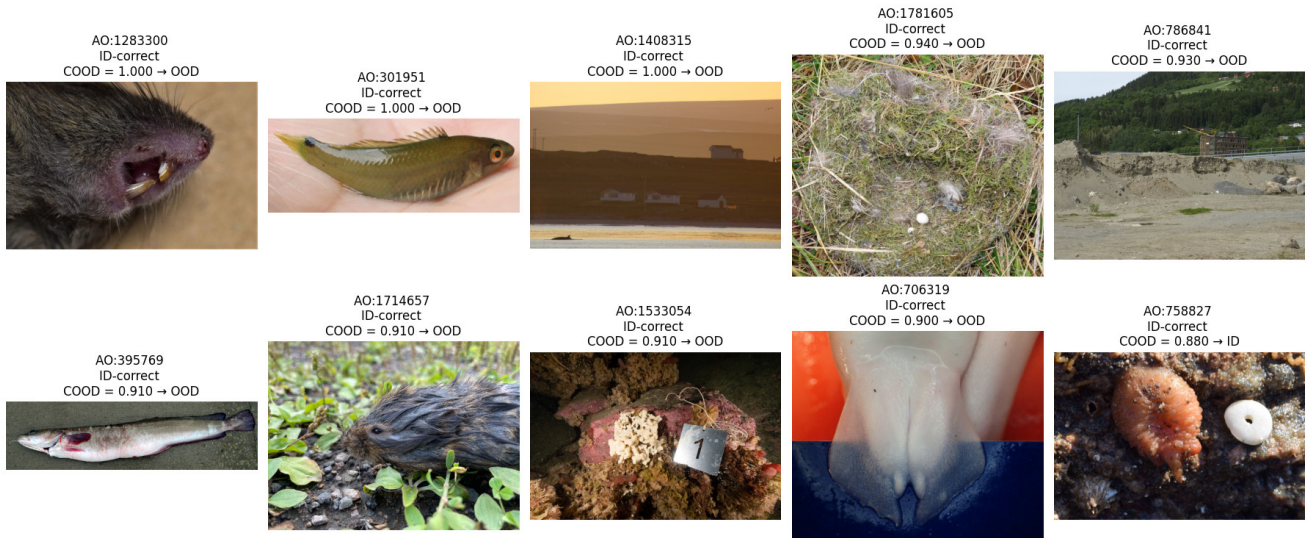 AO:1283300
ID-correct
COOD = 1.000 → OOD
AO:301951
ID-correct
COOD = 1.000 → OOD
AO:1408315
ID-correct
COOD = 1.000 → OOD
AO:1781605
ID-correct
COOD = 0.940 → OOD
AO:786841
ID-correct
COOD = 0.930 → OOD
AO:395769
ID-correct
COOD = 0.910 → OOD
AO:1714657
ID-correct
COOD = 0.910 → OOD
AO:1533054
ID-correct
COOD = 0.910 → OOD
1
AO:706319
ID-correct
COOD = 0.900 → OOD
AO:758827
ID-correct
COOD = 0.880 → ID